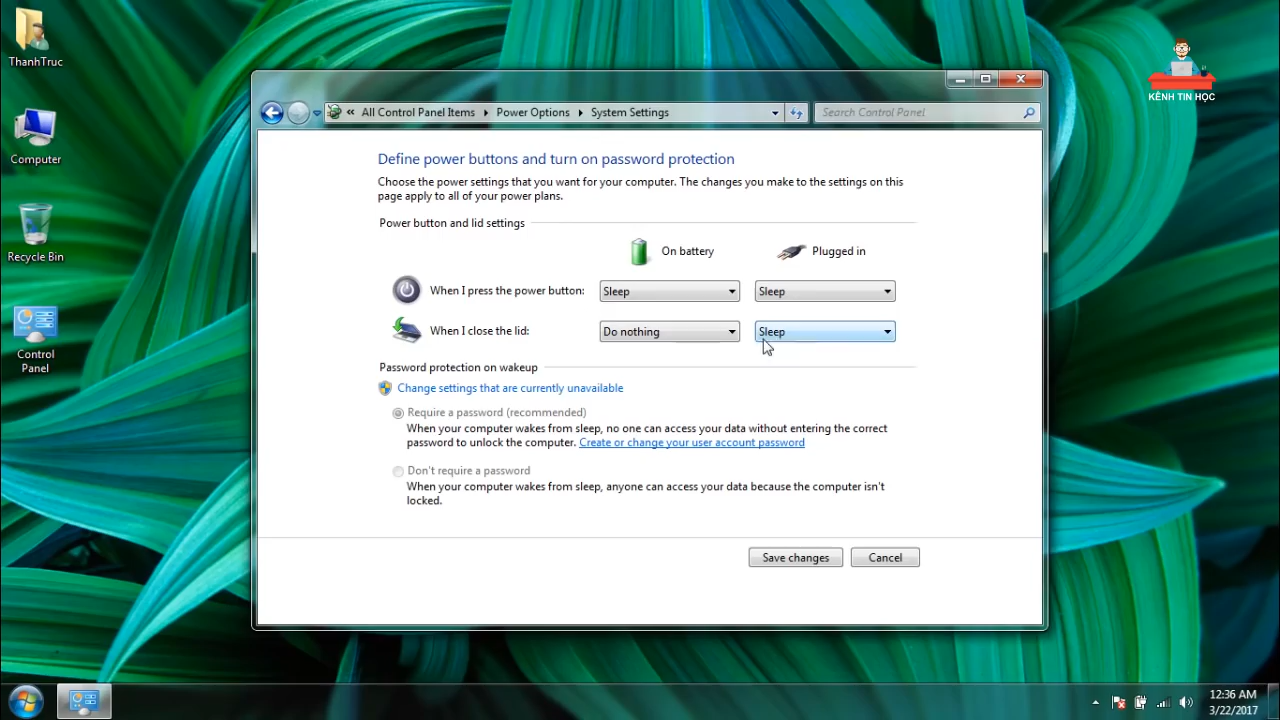 ThanhTruc
Computer
Recycle Bin
Control
Panel
KÊNH TIN HỌC
« All Control Panel Items Power Options System Settings
Search Control Panel
Define power buttons and turn on password protection
Choose the power settings that you want for your computer. The changes you make to the settings on this
page apply to all of your power plans.
Power button and lid settings
On battery Plugged in
When I press the power button: Sleep Sleep
When I close the lid: Do nothing Sleep
Password protection on wakeup
Change settings that are currently unavailable
Require a password (recommended)
When your computer wakes from sleep, no one can access your data without entering the correct
password to unlock the computer. Create or change your user account password
Don't require a password
When your computer wakes from sleep, anyone can access your data because the computer isn't
locked.
Save changes Cancel
12:36 AM
3/22/2017